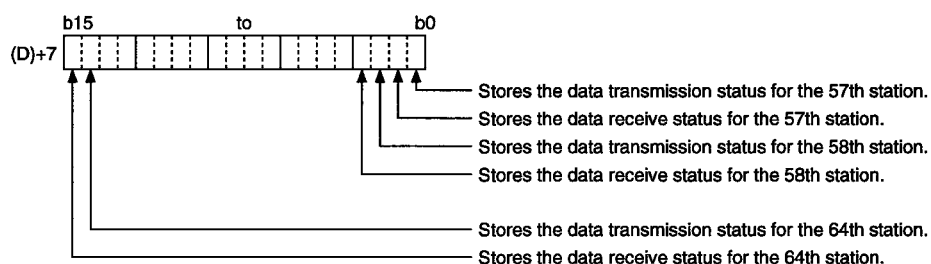 b15 to b0
(D)+7
Stores the data transmission status for the 57th station.
Stores the data receive status for the 57th station.
Stores the data transmission status for the 58th station.
Stores the data receive status for the 58th station.
Stores the data transmission status for the 64th station.
Stores the data receive status for the 64th station.